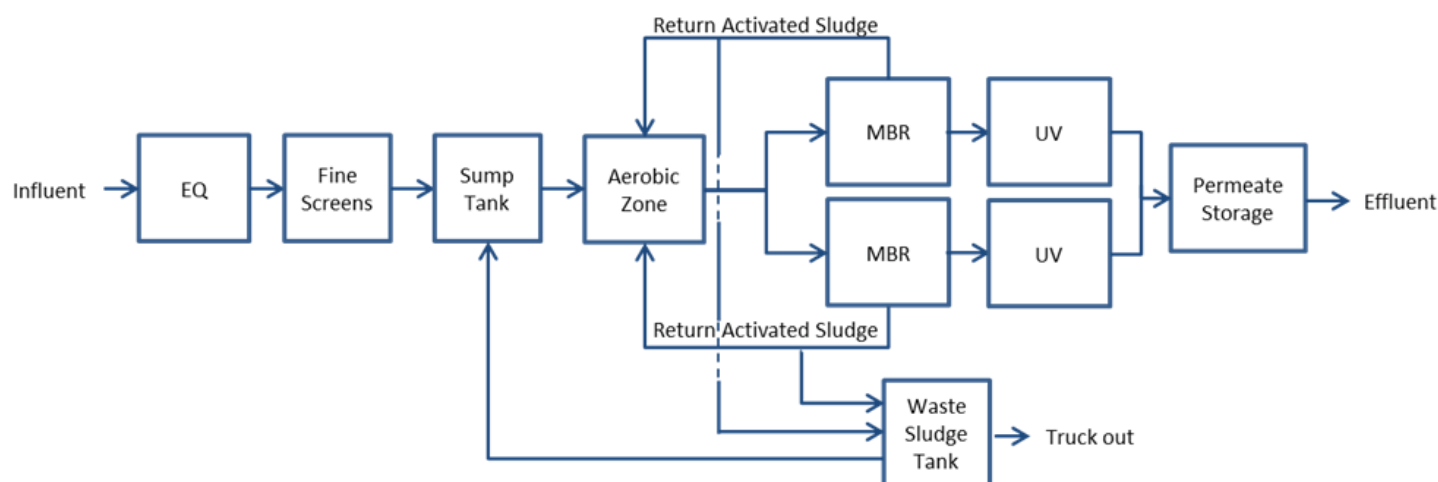 Return Activated Sludge
MBR
UV
Influent
EQ
Fine
Screens
Sump
Tank
Aerobic
Zone
Permeate
Storage
Effluent
MBR
UV
Return Activated Sludge
Waste
Sludge
Tank
Truck out